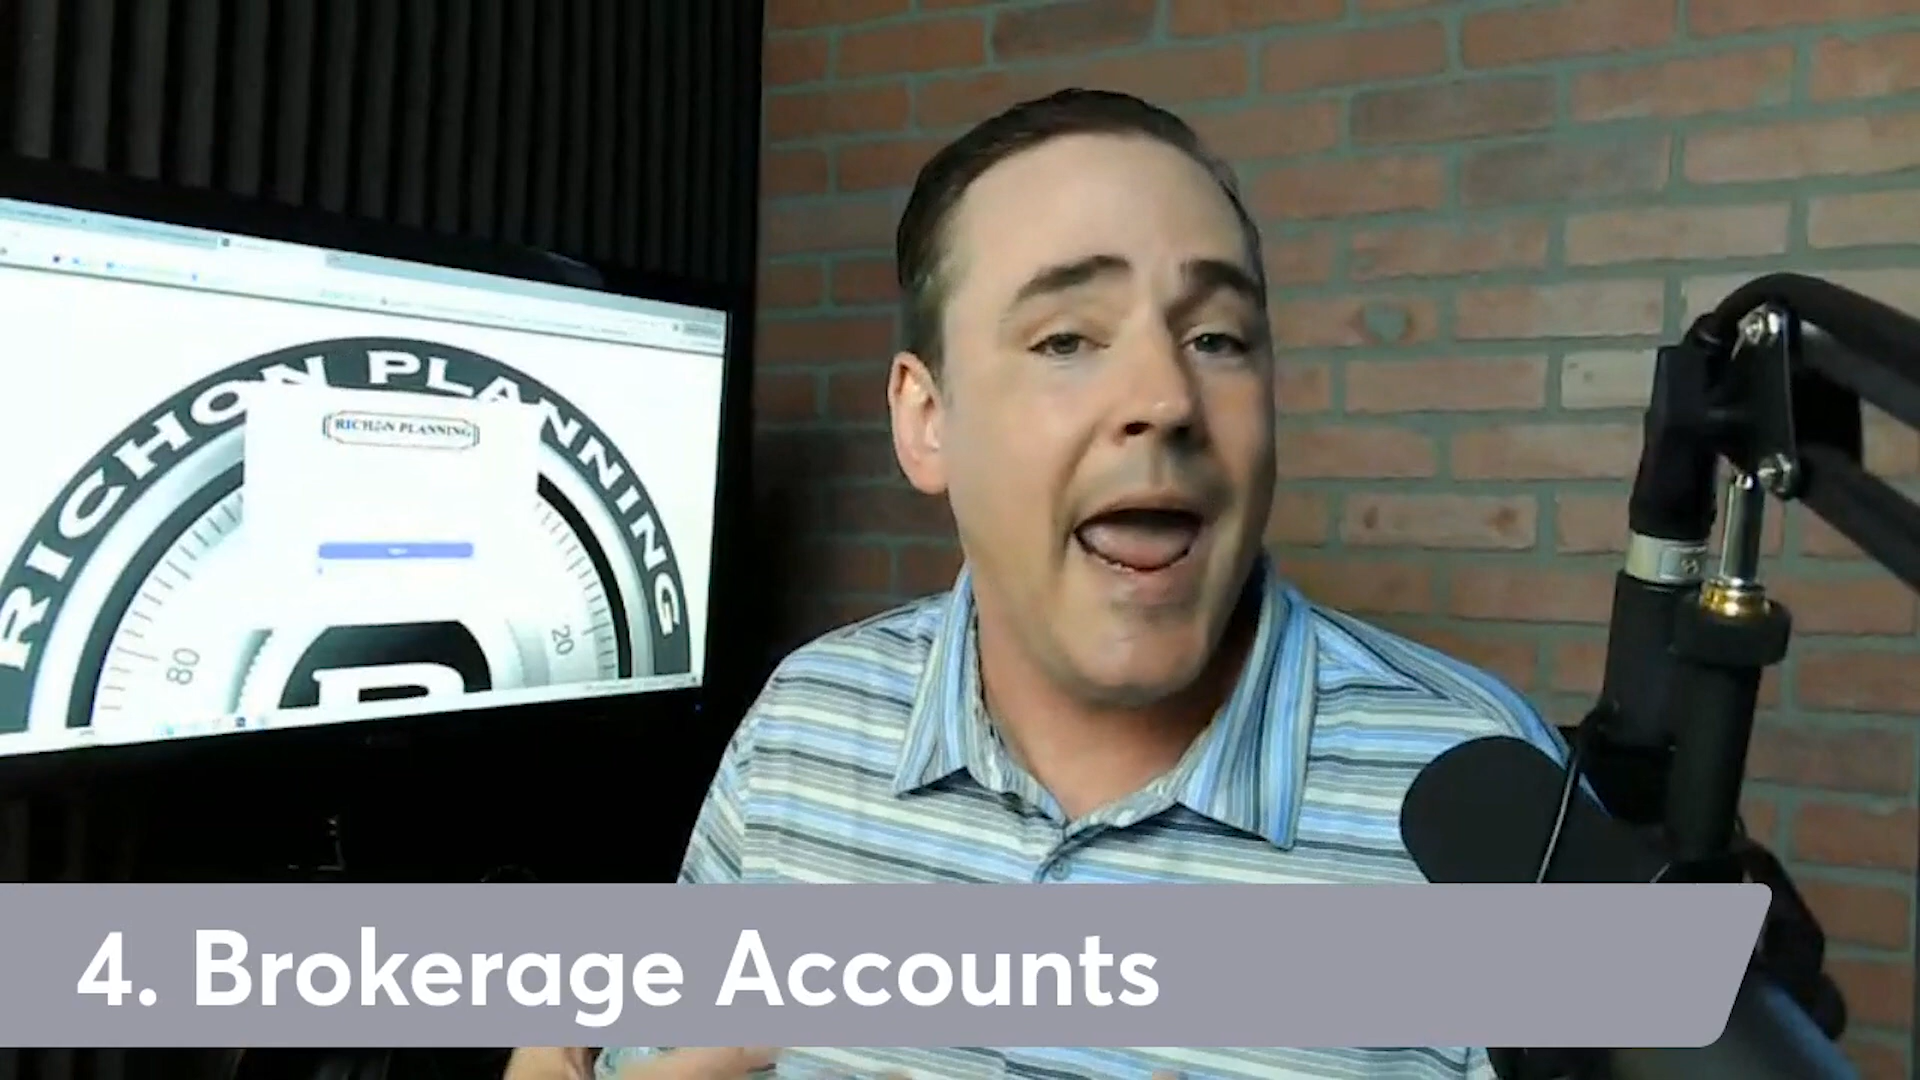 RICHON PLANNING
RICHON PLANNING
80
20
4. Brokerage Accounts